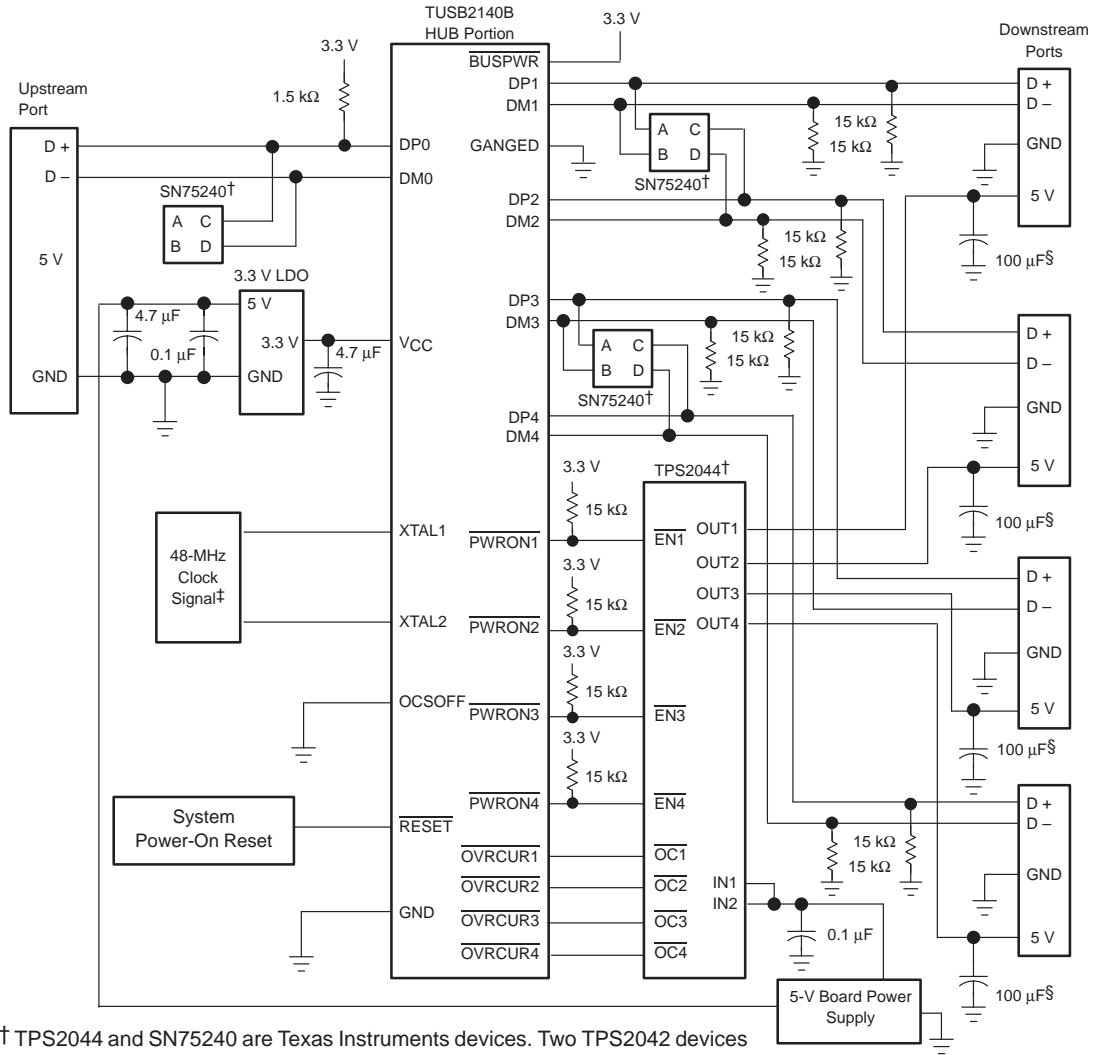 TUSB2140B
HUB Portion
3.3 V
BUSPWR
DP1
DM1
GANGED
DP2
DM2
DP3
DM3
DP4
DM4
PWRON1
PWRON2
PWRON3
PWRON4
OVRCUR1
OVRCUR2
OVRCUR3
OVRCUR4
DP0
DM0
VCC
XTAL1
XTAL2
OCSOFF
RESET
GND
3.3 V
1.5 kΩ
Upstream
Port
D +
D –
5 V
GND
SN75240†
A C
B D
3.3 V LDO
5 V
3.3 V
GND
4.7 μF
0.1 μF
4.7 μF
48-MHz
Clock
Signal‡
System
Power-On Reset
A C
B D
SN75240†
15 kΩ
15 kΩ
15 kΩ
15 kΩ
A C
B D
SN75240†
15 kΩ
15 kΩ
3.3 V
15 kΩ
3.3 V
15 kΩ
3.3 V
15 kΩ
3.3 V
15 kΩ
TPS2044†
EN1
EN2
EN3
EN4
OC1
OC2
OC3
OC4
OUT1
OUT2
OUT3
OUT4
IN1
IN2
0.1 μF
15 kΩ
15 kΩ
5-V Board Power
Supply
Downstream
Ports
D +
D –
GND
5 V
100 μF§
D +
D –
GND
5 V
100 μF§
D +
D –
GND
5 V
100 μF§
D +
D –
GND
5 V
100 μF§
† TPS2044 and SN75240 are Texas Instruments devices. Two TPS2042 devices